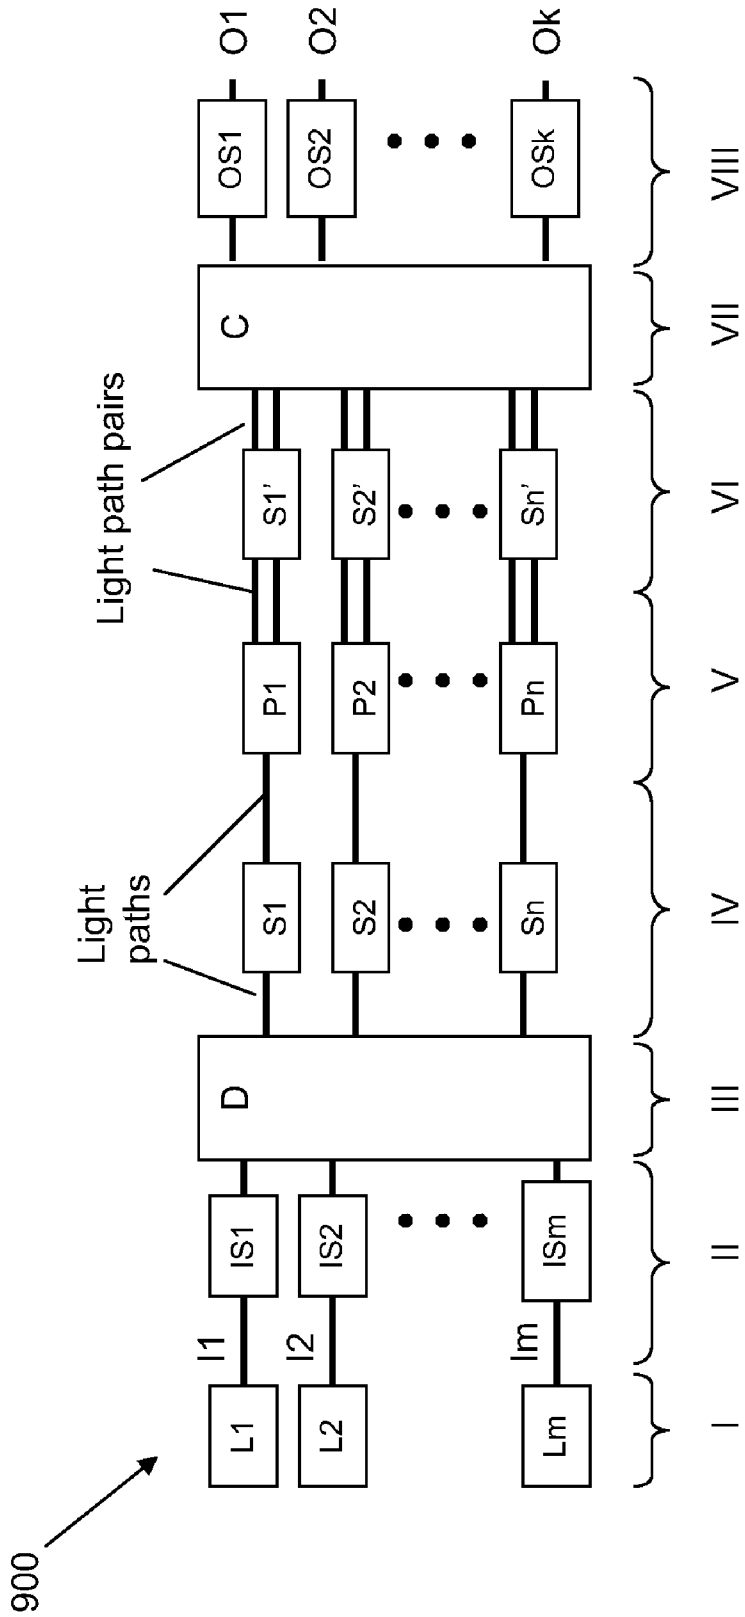 900
L1
L2
Lm
I1
I2
Im
IS1
IS2
ISm
D
Light
paths
S1
S2
Sn
P1
P2
Pn
Light path pairs
S1'
S2'
Sn'
C
OS1
OS2
OSk
O1
O2
Ok
I
II
III
IV
V
VI
VII
VIII